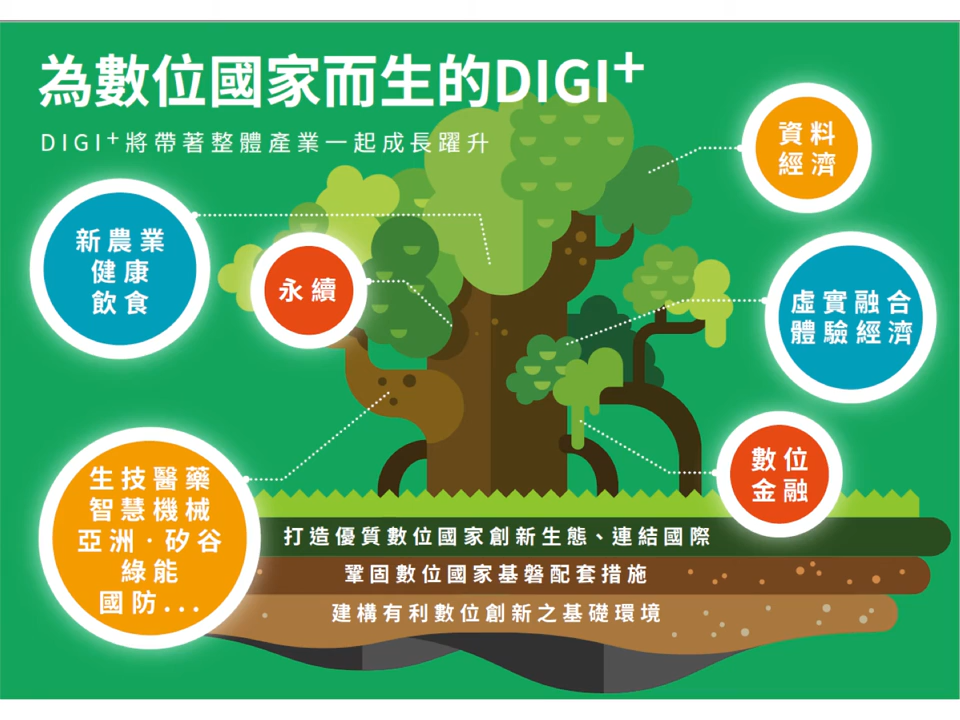 為數位國家而生的DIGI⁺
DIGI⁺將帶著整體產業一起成長躍升
資料
經濟
新農業
健康
飲食
永續
虛實融合
體驗經濟
數位
金融
生技醫藥
智慧機械
亞洲．矽谷
綠能
國防...
打造優質數位國家創新生態、連結國際
鞏固數位國家基磐配套措施
建構有利數位創新之基礎環境